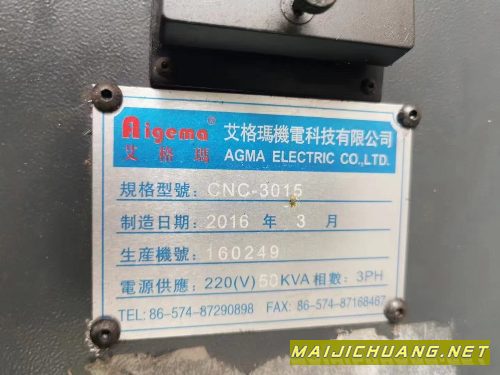 Aigema® 艾格瑪機電科技有限公司
艾格瑪 AGMA ELECTRIC CO.,LTD.
規格型號: CNC-3015
制造日期: 2016 年 3 月
生産機號: 160249
電源供應: 220(V) 50KVA 相數: 3PH
TEL: 86-574-87290898 FAX: 86-574-87168467
MAIJICHUANG.NET